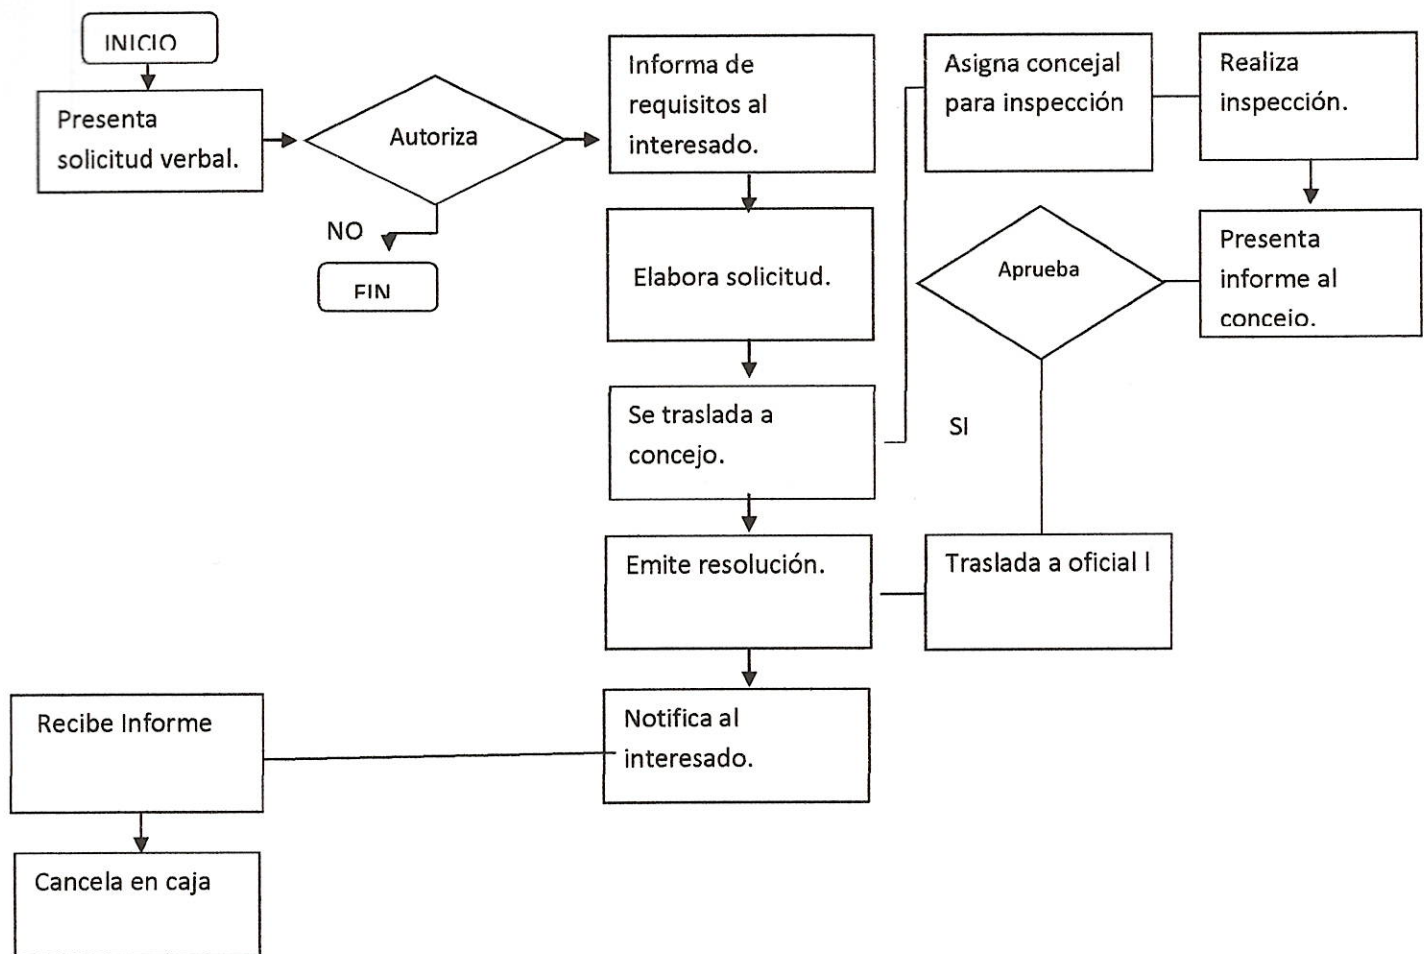 INICIO
Presenta
solicitud verbal.
Autoriza
NO
FIN
Informa de
requisitos al
interesado.
Elabora solicitud.
Se traslada a
concejo.
Asigna concejal
para inspección
Realiza
inspección.
Presenta
informe al
concejo.
Aprueba
SI
Traslada a oficial I
Emite resolución.
Notifica al
interesado.
Recibe Informe
Cancela en caja